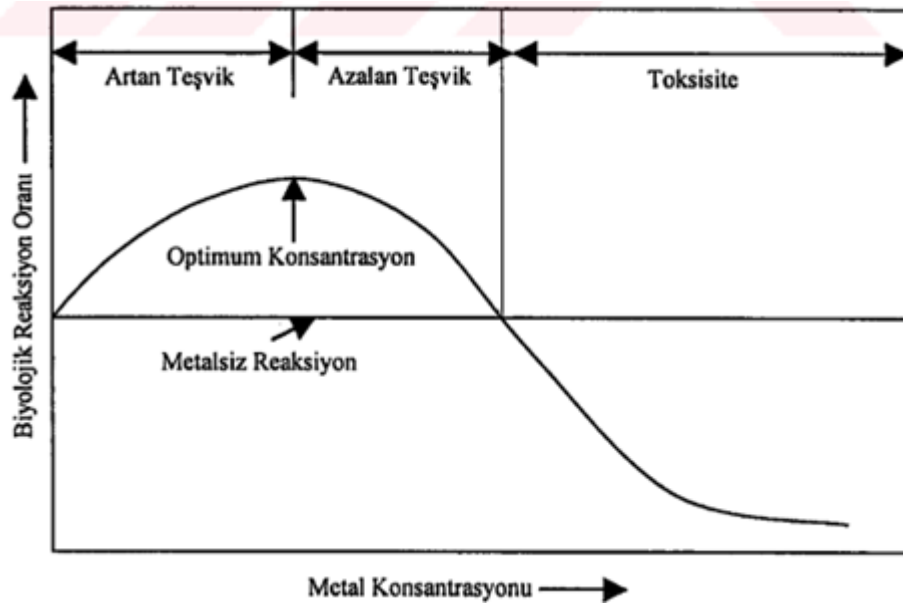 Artan Teşvik
Azalan Teşvik
Toksisite
Biyolojik Reaksiyon Oranı
Optimum Konsantrasyon
Metalsiz Reaksiyon
Metal Konsantrasyonu